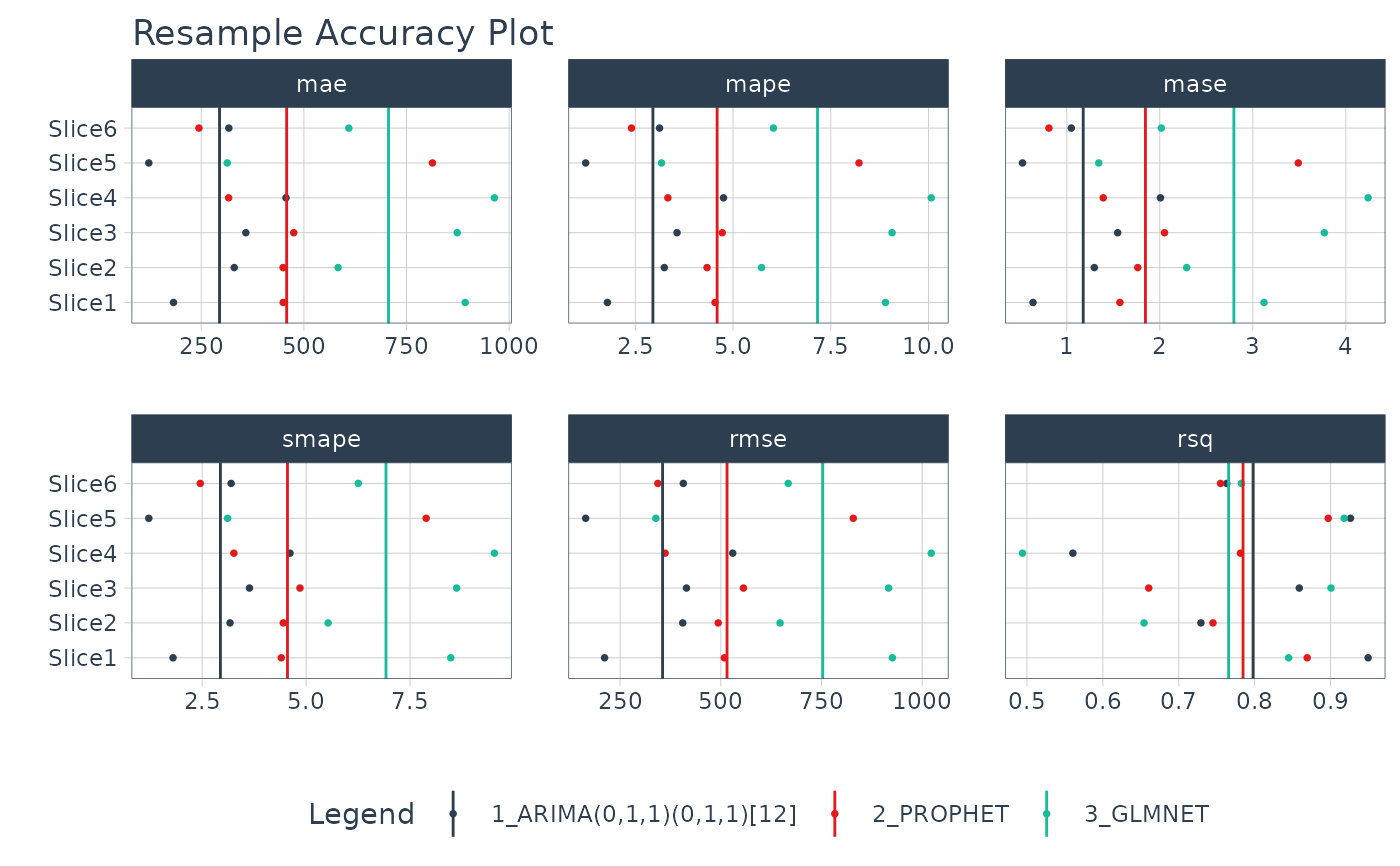 Resample Accuracy Plot
mae mape mase
Slice6
Slice5
Slice4
Slice3
Slice2
Slice1
250 500 750 1000 2.5 5.0 7.5 10.0 1 2 3 4
smape rmse rsq
Slice6
Slice5
Slice4
Slice3
Slice2
Slice1
2.5 5.0 7.5 250 500 750 1000 0.5 0.6 0.7 0.8 0.9
Legend 1_ARIMA(0,1,1)(0,1,1)[12] 2_PROPHET 3_GLMNET